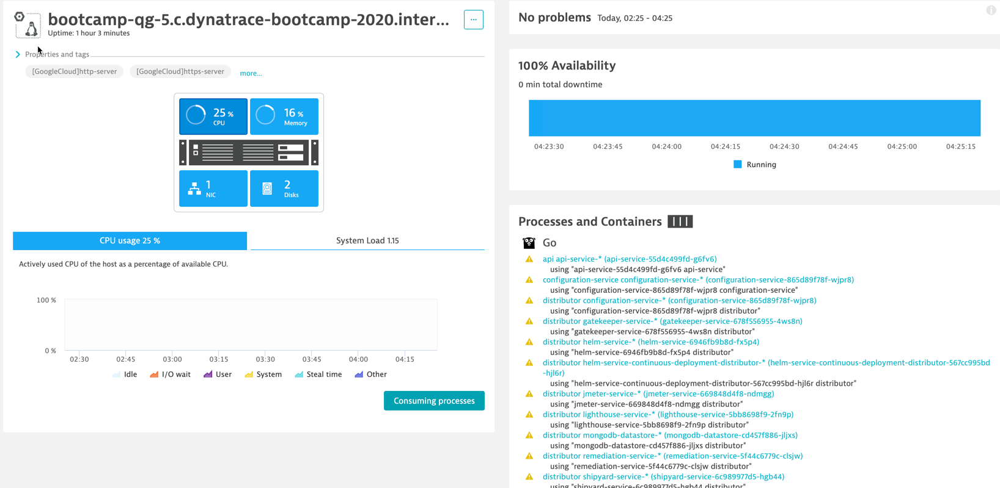 bootcamp-qg-5.c.dynatrace-bootcamp-2020.inter...
...
Uptime: 1 hour 3 minutes
Properties and tags
[GoogleCloud]http-server [GoogleCloud]https-server more...
25 %
CPU
16 %
Memory
1
NIC
2
Disks
CPU usage 25 % System Load 1.15
Actively used CPU of the host as a percentage of available CPU.
100 %
0 %
02:30 02:45 03:00 03:15 03:30 03:45 04:00 04:15
Idle I/O wait User System Steal time Other
Consuming processes
No problems Today, 02:25 - 04:25
100% Availability
0 min total downtime
04:23:30 04:23:45 04:24:00 04:24:15 04:24:30 04:24:45 04:25:00 04:25:15
Running
Processes and Containers
Go
api api-service-* (api-service-55d4c499fd-g6fv6)
using "api-service-55d4c499fd-g6fv6 api-service"
configuration-service configuration-service-* (configuration-service-865d89f78f-wjpr8)
using "configuration-service-865d89f78f-wjpr8 configuration-service"
distributor configuration-service-* (configuration-service-865d89f78f-wjpr8)
using "configuration-service-865d89f78f-wjpr8 distributor"
distributor gatekeeper-service-* (gatekeeper-service-678f556955-4ws8n)
using "gatekeeper-service-678f556955-4ws8n distributor"
distributor helm-service-* (helm-service-6946fb9b8d-fx5p4)
using "helm-service-6946fb9b8d-fx5p4 distributor"
distributor helm-service-continuous-deployment-distributor-* (helm-service-continuous-deployment-distributor-567cc995bd
-hjl6r)
using "helm-service-continuous-deployment-distributor-567cc995bd-hjl6r distributor"
distributor jmeter-service-* (jmeter-service-669848d4f8-ndmgg)
using "jmeter-service-669848d4f8-ndmgg distributor"
distributor lighthouse-service-* (lighthouse-service-5bb8698f9-2fn9p)
using "lighthouse-service-5bb8698f9-2fn9p distributor"
distributor mongodb-datastore-* (mongodb-datastore-cd457f886-jljxs)
using "mongodb-datastore-cd457f886-jljxs distributor"
distributor remediation-service-* (remediation-service-5f44c6779c-clsjw)
using "remediation-service-5f44c6779c-clsjw distributor"
distributor shipyard-service-* (shipyard-service-6c989977d5-hgb44)
using "shipyard-service-6c989977d5-hgb44 distributor"